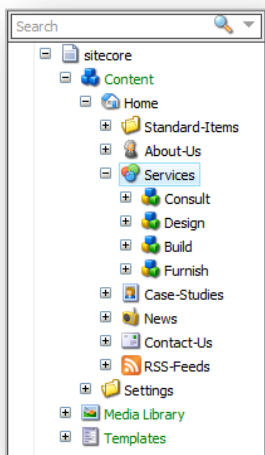 Search
sitecore
Content
Home
Standard-Items
About-Us
Services
Consult
Design
Build
Furnish
Case-Studies
News
Contact-Us
RSS-Feeds
Settings
Media Library
Templates